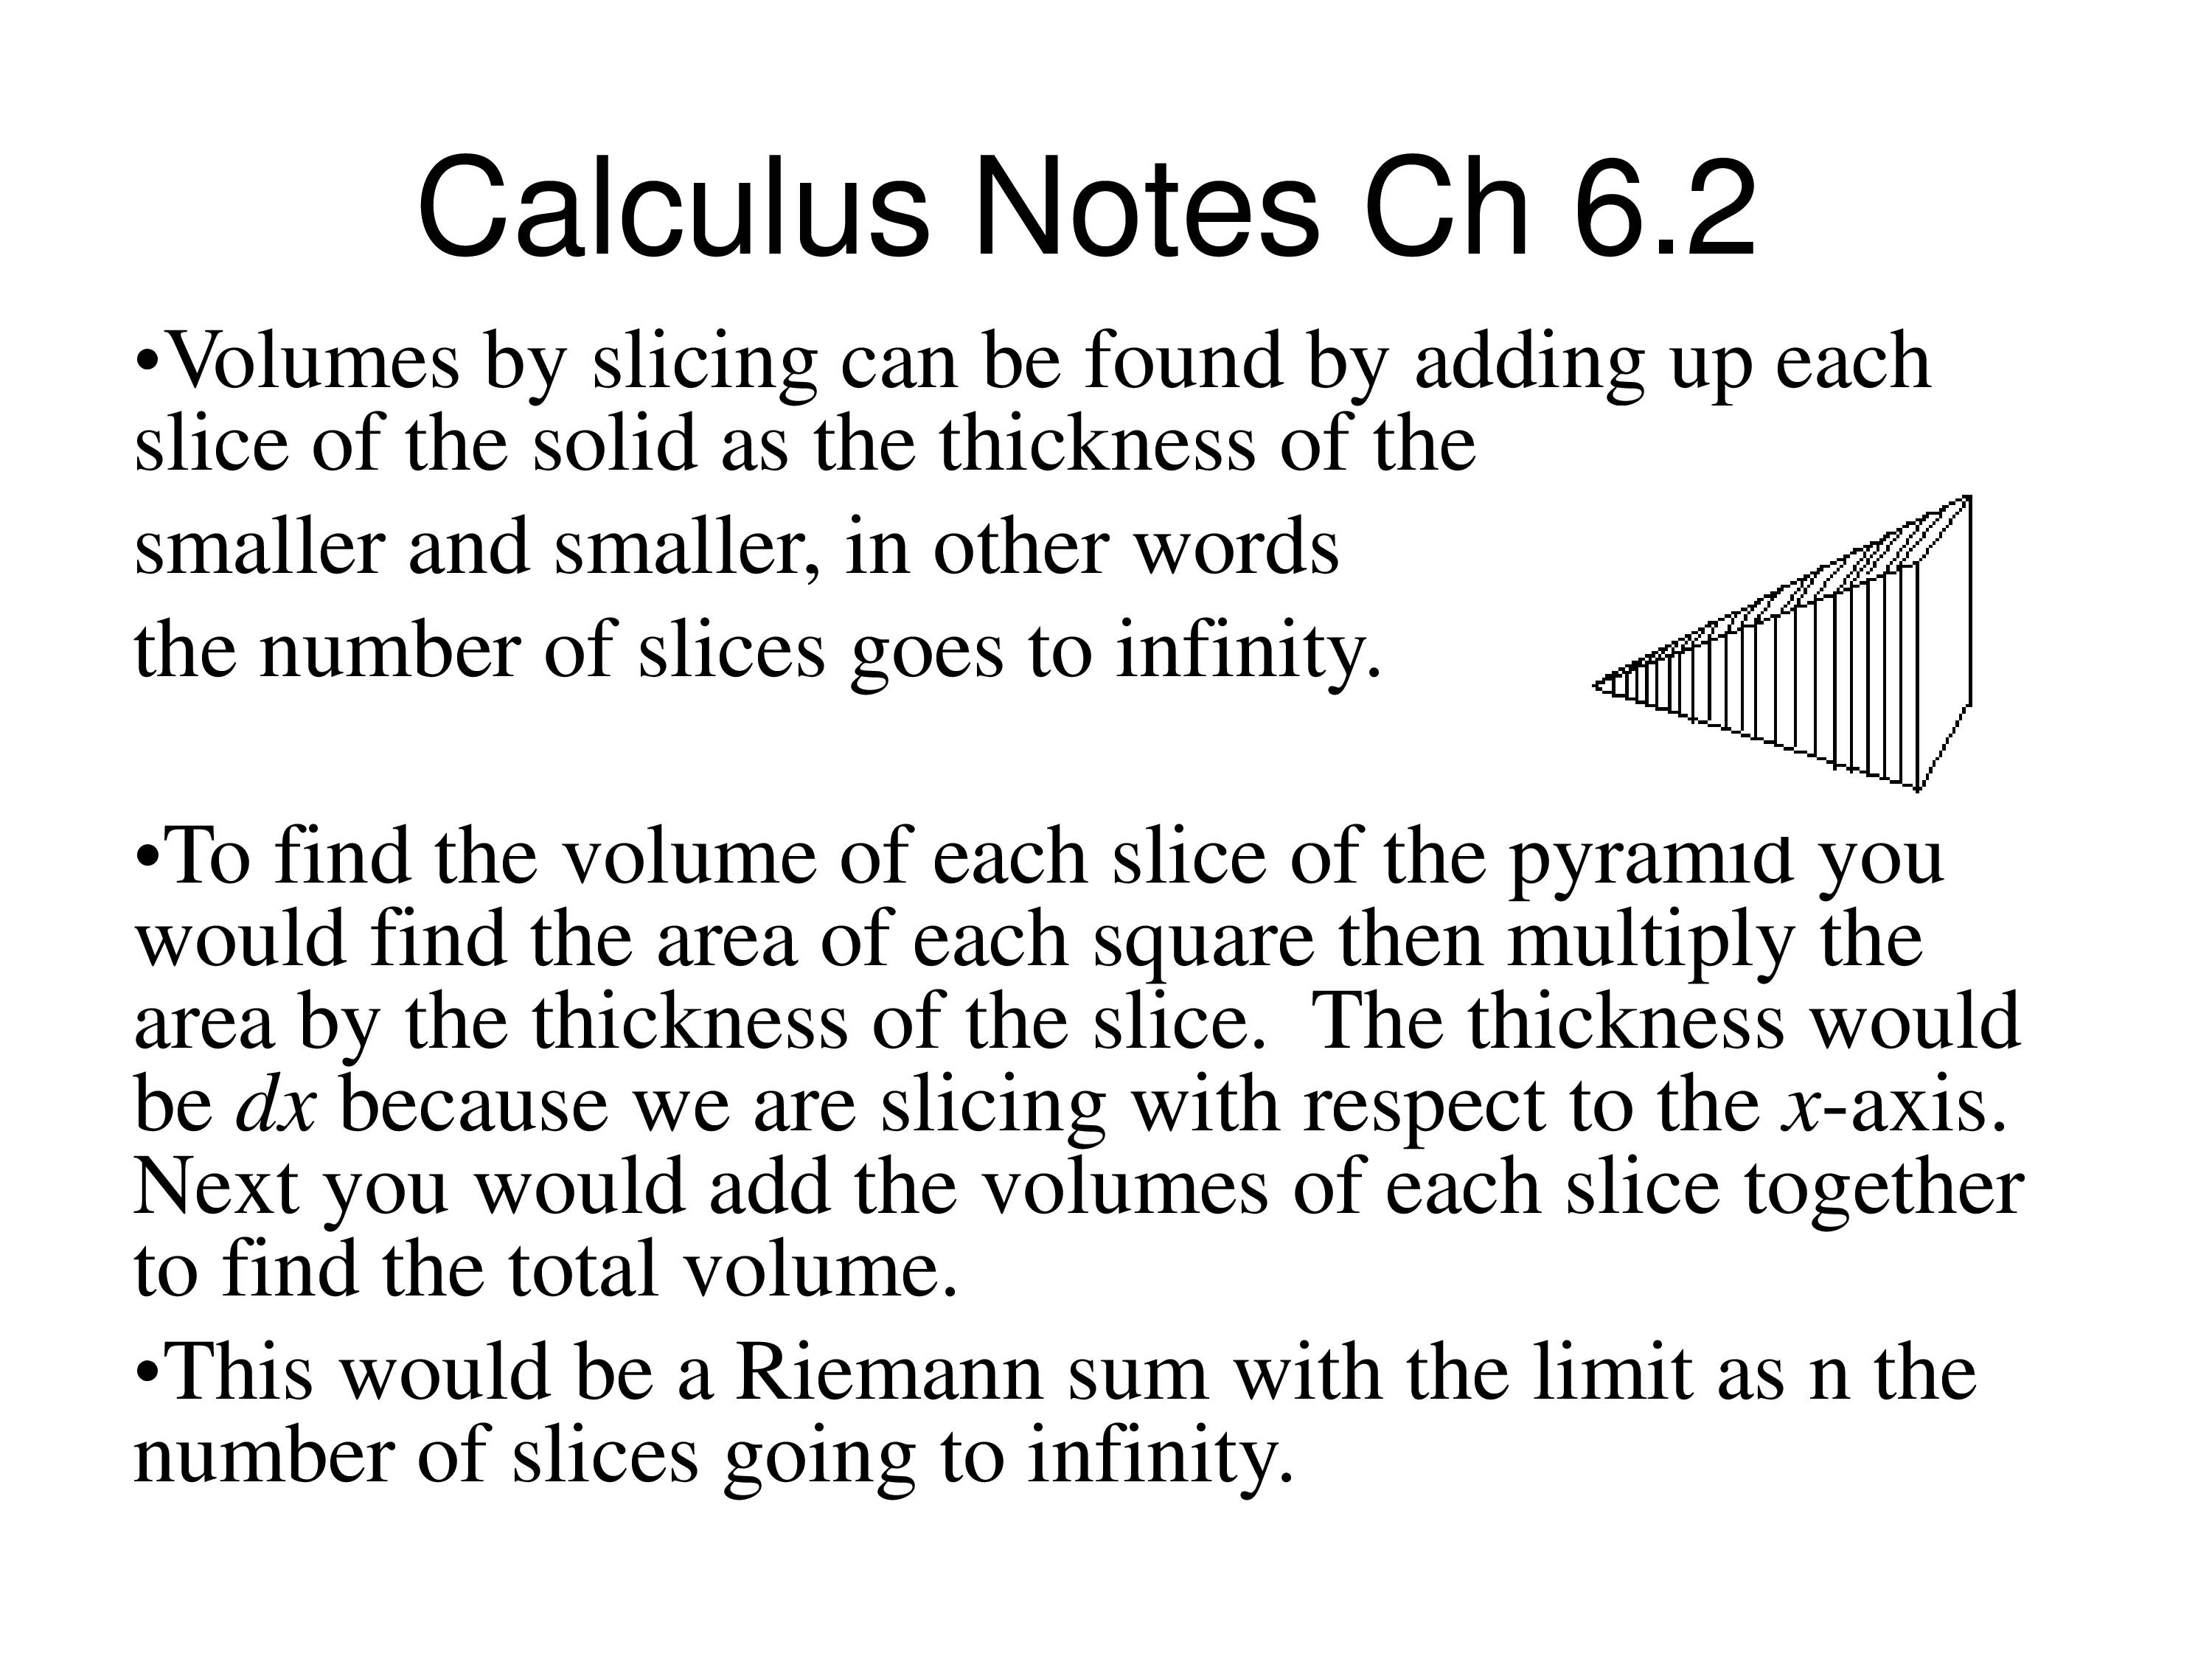 Calculus Notes Ch 6.2
•Volumes by slicing can be found by adding up each
slice of the solid as the thickness of the
smaller and smaller, in other words
the number of slices goes to infinity.
•To find the volume of each slice of the pyramid you
would find the area of each square then multiply the
area by the thickness of the slice.  The thickness would
be dx because we are slicing with respect to the x-axis.
Next you would add the volumes of each slice together
to find the total volume.
•This would be a Riemann sum with the limit as n the
number of slices going to infinity.